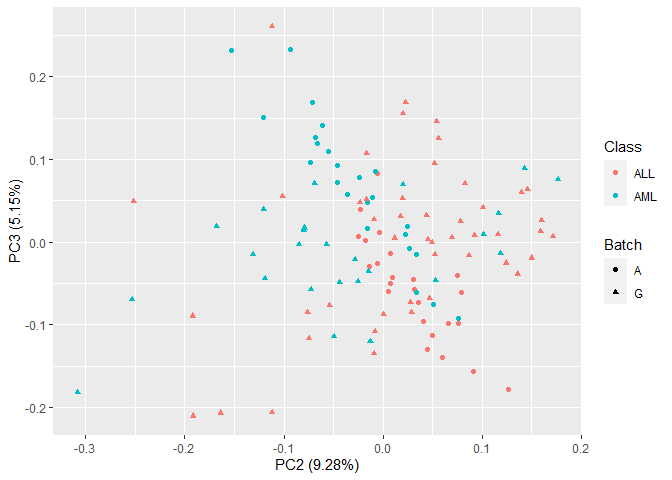 0.2
0.1
0.0
-0.1
-0.2
PC3 (5.15%)
-0.3
-0.2
-0.1
0.0
0.1
0.2
PC2 (9.28%)
Class
ALL
AML
Batch
A
G